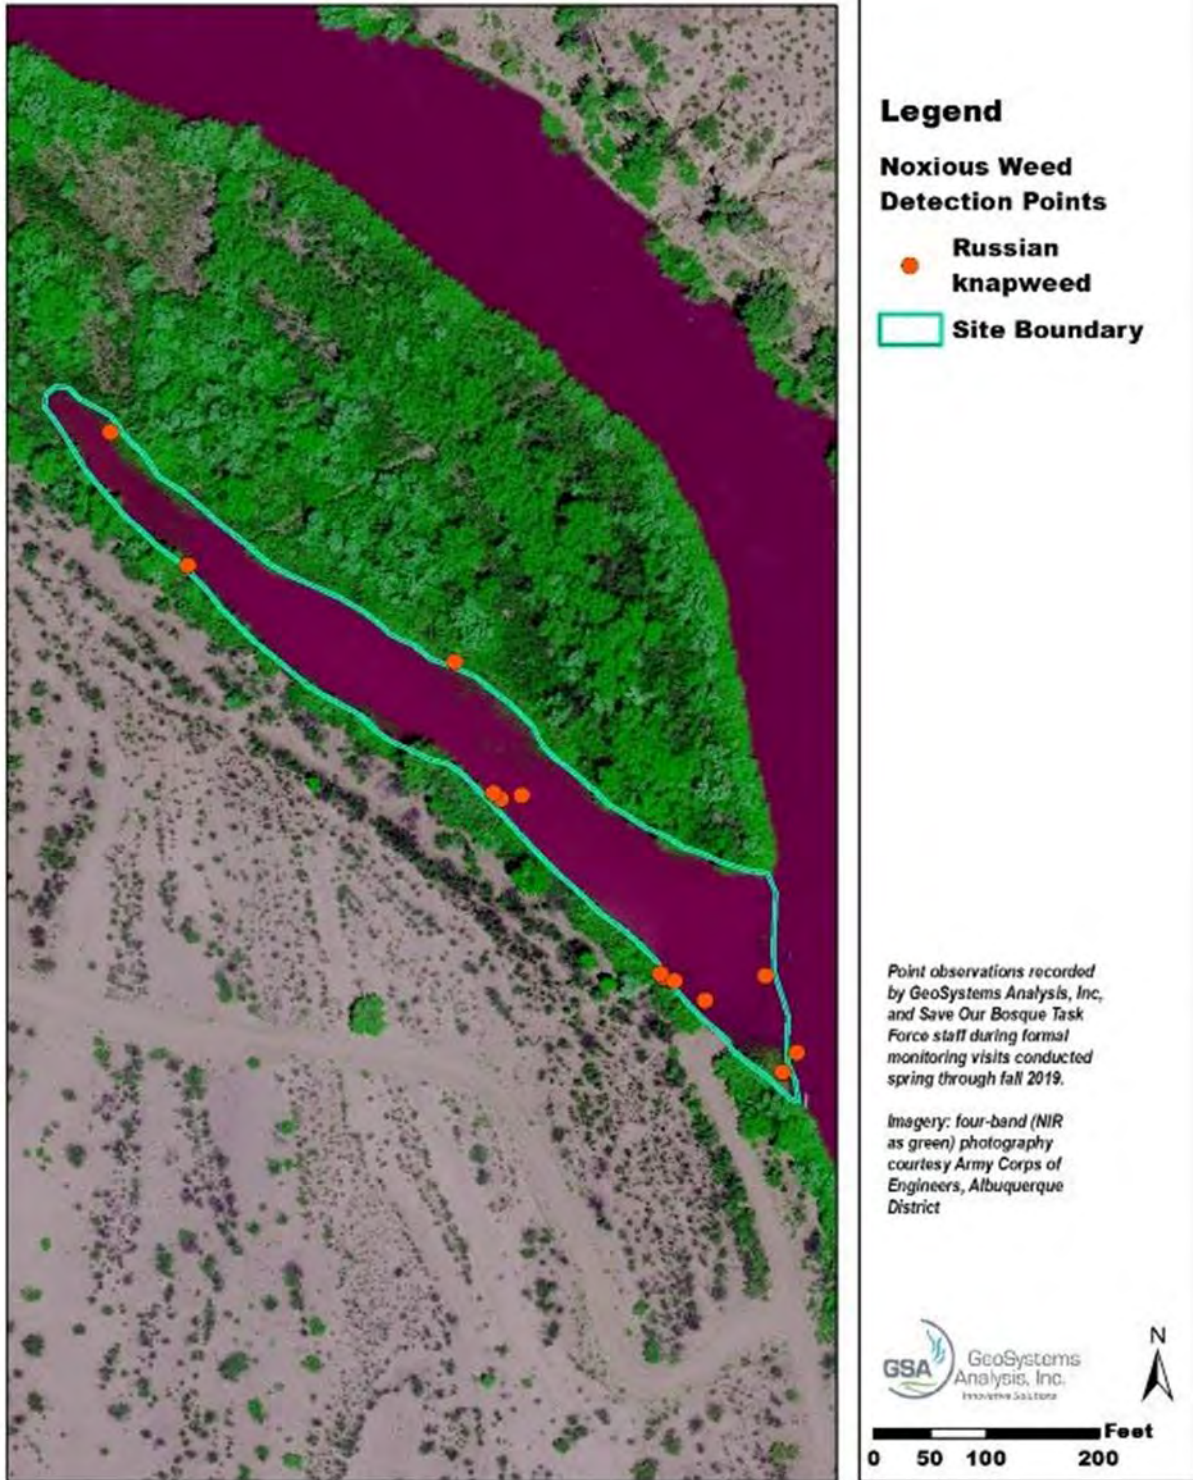 Legend
Noxious Weed
Detection Points
Russian
knapweed
Site Boundary
Point observations recorded
by GeoSystems Analysis, Inc,
and Save Our Bosque Task
Force staff during formal
monitoring visits conducted
spring through fall 2019.
Imagery: four-band (NIR
as green) photography
courtesy Army Corps of
Engineers, Albuquerque
District
GSA
GeoSystems
Analysis, Inc.
Innovative Solutions
N
Feet
0 50 100 200